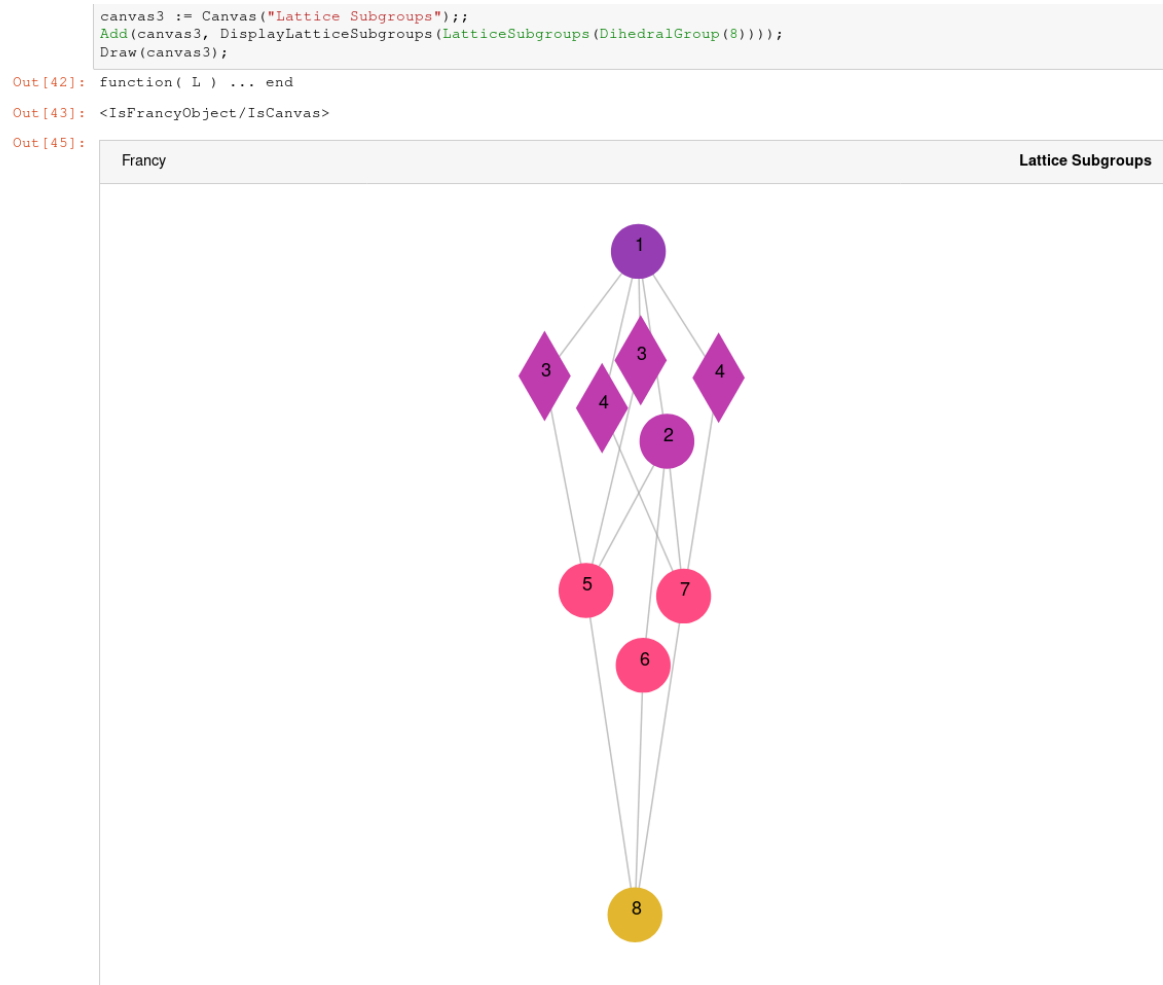 canvas3 := Canvas("Lattice Subgroups");;
Add(canvas3, DisplayLatticeSubgroups(LatticeSubgroups(DihedralGroup(8))));
Draw(canvas3);
Out[42]: function( L ) ... end
Out[43]: <IsFrancyObject/IsCanvas>
Out[45]:
Francy Lattice Subgroups
1
3
3
4
4
2
5
7
6
8